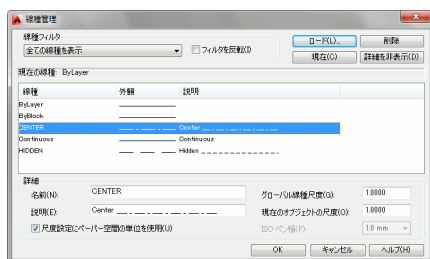 線種管理
線種フィルタ
全ての線種を表示
フィルタを反転(I)
ロード(L)...
削除
現在(C)
詳細を非表示(D)
現在の線種: ByLayer
線種 外観 説明
ByLayer
ByBlock
CENTER Center
Continuous Continuous
HIDDEN Hidden
詳細
名前(N): CENTER
グローバル線種尺度(G): 1.0000
説明(E): Center
現在のオブジェクトの尺度(O): 1.0000
尺度設定にペーパー空間の単位を使用(U)
ISO ペン幅(P): 1.0 mm
OK キャンセル ヘルプ(H)